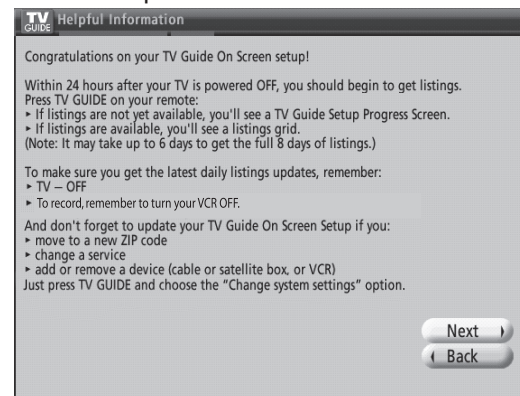 TV GUIDE Helpful Information
Congratulations on your TV Guide On Screen setup!
Within 24 hours after your TV is powered OFF, you should begin to get listings.
Press TV GUIDE on your remote:
▸ If listings are not yet available, you'll see a TV Guide Setup Progress Screen.
▸ If listings are available, you'll see a listings grid.
(Note: It may take up to 6 days to get the full 8 days of listings.)
To make sure you get the latest daily listings updates, remember:
▸ TV – OFF
▸ To record, remember to turn your VCR OFF.
And don't forget to update your TV Guide On Screen Setup if you:
▸ move to a new ZIP code
▸ change a service
▸ add or remove a device (cable or satellite box, or VCR)
Just press TV GUIDE and choose the “Change system settings” option.
Next
Back